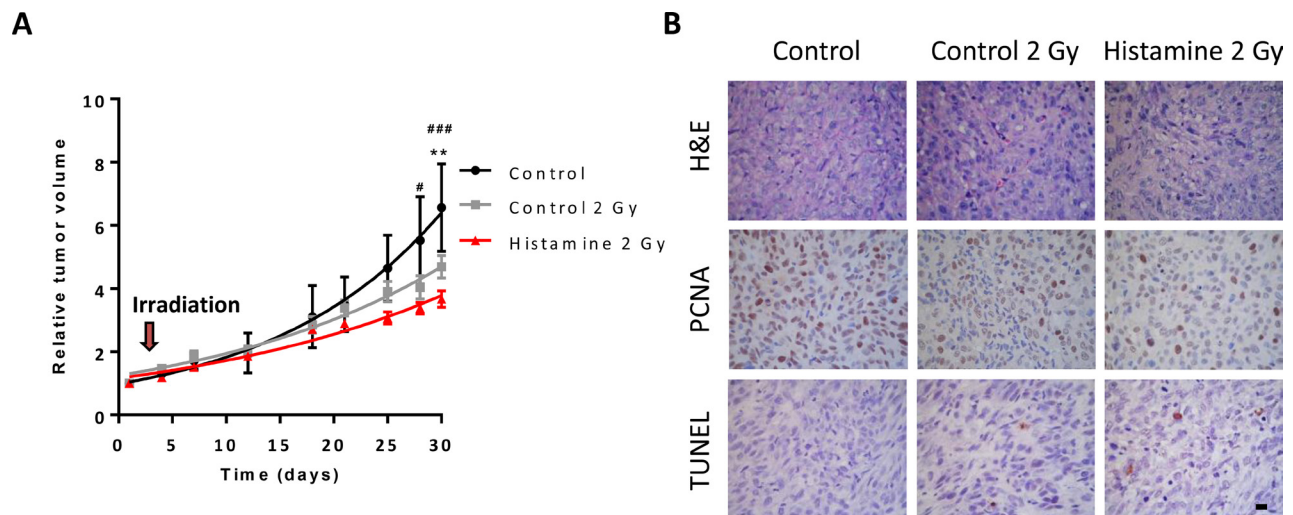 A
Relative tumor volume
10
8
6
4
2
0
Irradiation
###
**
#
Control
Control 2 Gy
Histamine 2 Gy
0 5 10 15 20 25 30
Time (days)
B
Control Control 2 Gy Histamine 2 Gy
H&E
PCNA
TUNEL